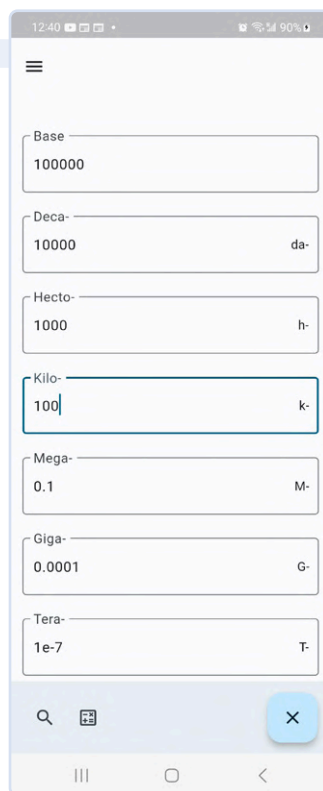 12:40
90%
Base
100000
Deca-
10000 da-
Hecto-
1000 h-
Kilo-
100 k-
Mega-
0.1 M-
Giga-
0.0001 G-
Tera-
1e-7 T-